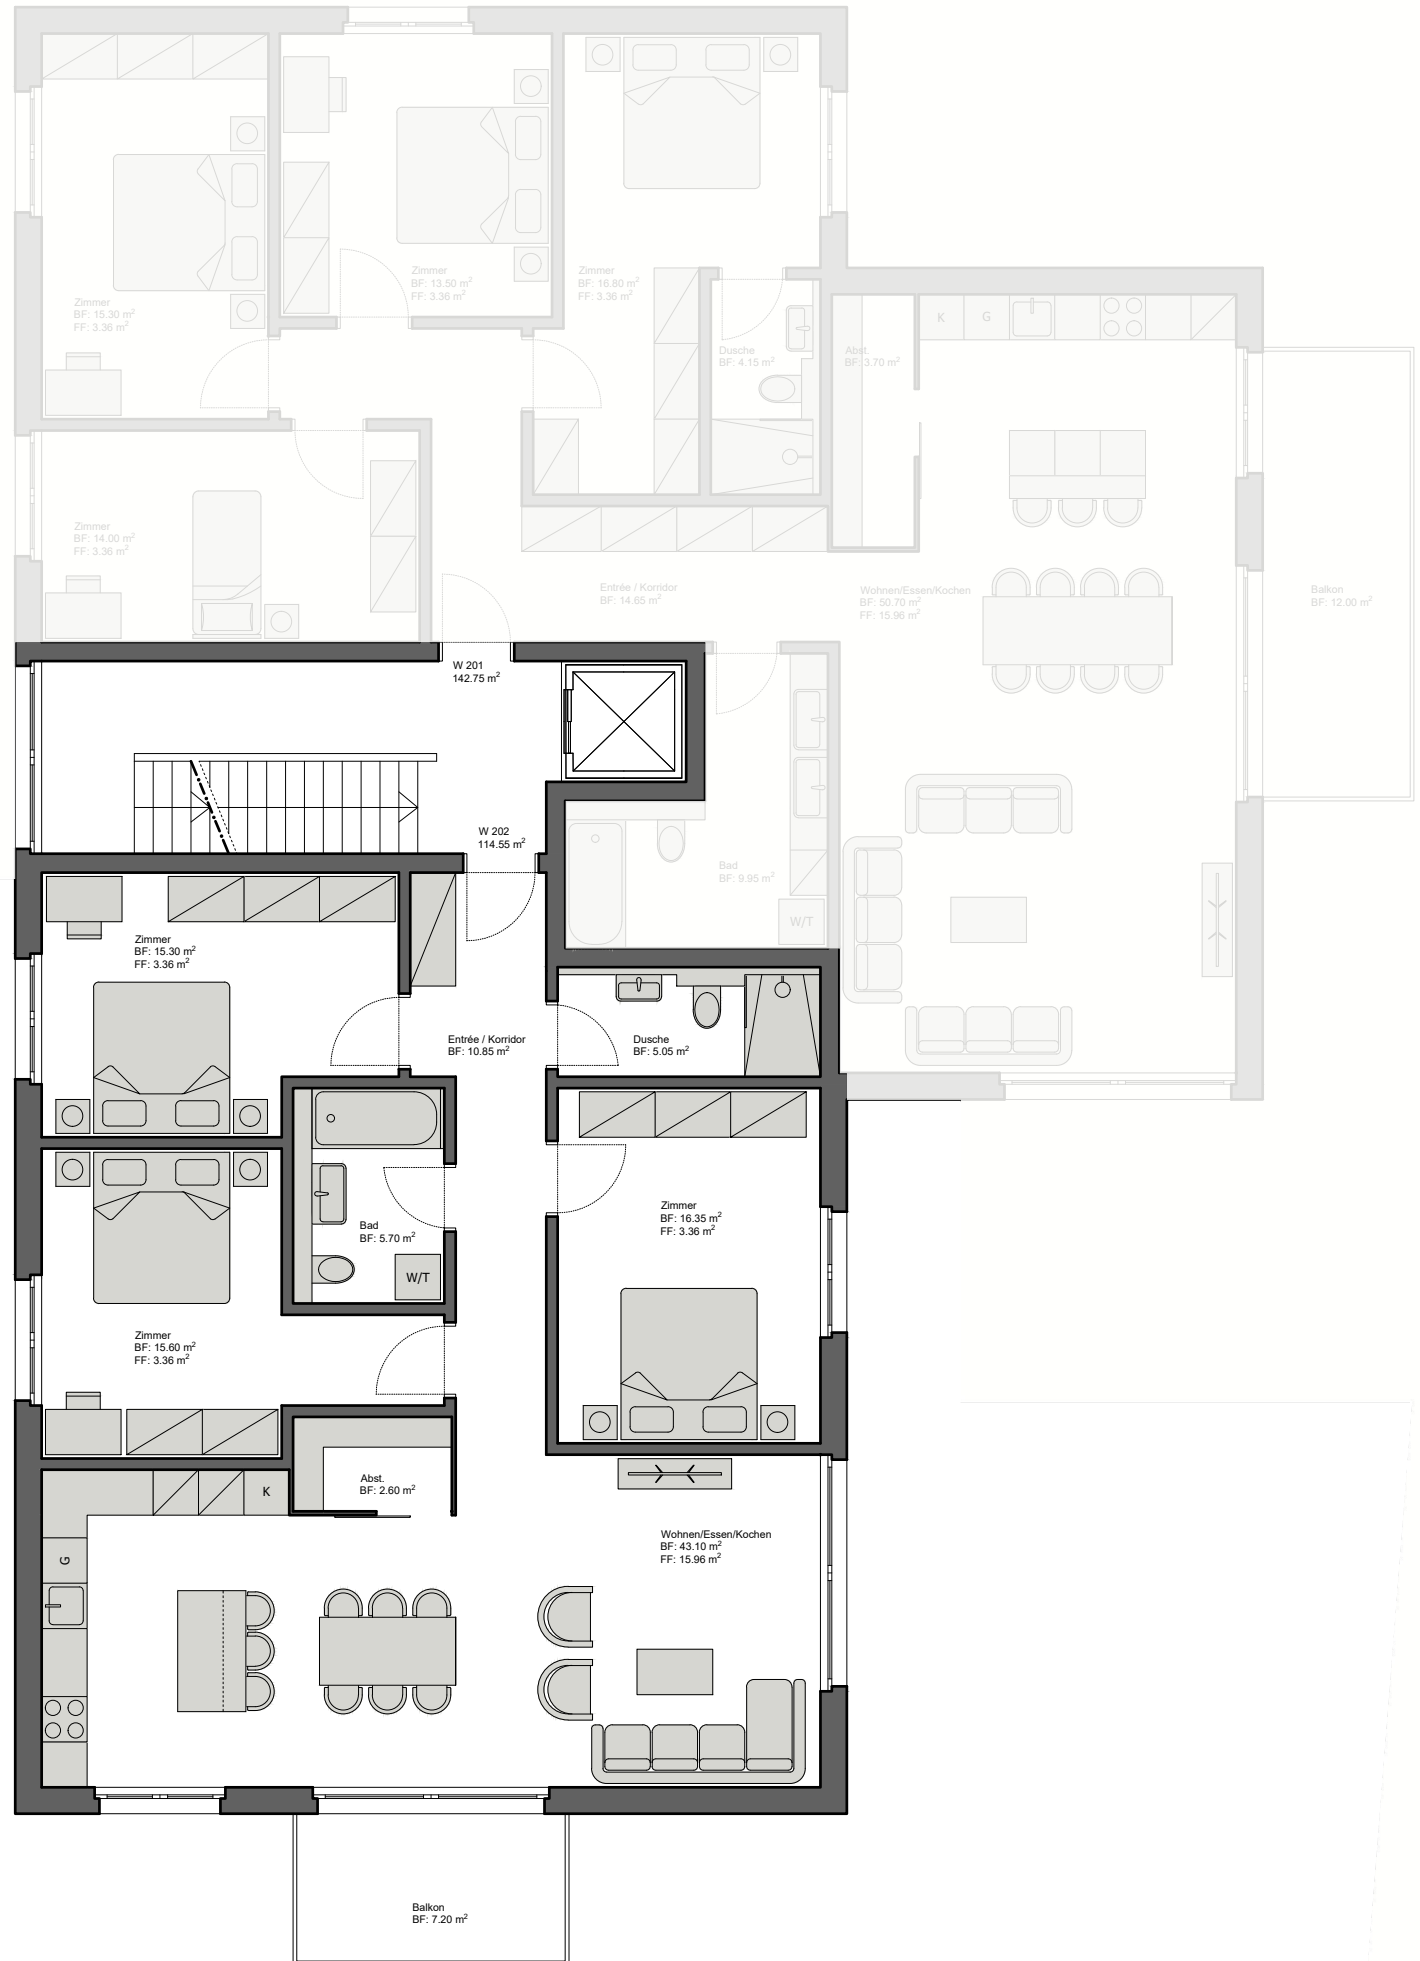 Zimmer
BF: 15.30 m²
FF: 3.36 m²
Zimmer
BF: 13.50 m²
FF: 3.36 m²
Zimmer
BF: 16.80 m²
FF: 3.36 m²
Dusche
BF: 4.15 m²
Abst.
BF: 3.70 m²
K
G
Zimmer
BF: 14.00 m²
FF: 3.36 m²
Entrée / Korridor
BF: 14.65 m²
Wohnen/Essen/Kochen
BF: 50.70 m²
FF: 15.96 m²
Balkon
BF: 12.00 m²
W 201
142.75 m²
W 202
114.55 m²
Bad
BF: 9.95 m²
W/T
Zimmer
BF: 15.30 m²
FF: 3.36 m²
Entrée / Korridor
BF: 10.85 m²
Dusche
BF: 5.05 m²
Zimmer
BF: 16.35 m²
FF: 3.36 m²
Bad
BF: 5.70 m²
W/T
Zimmer
BF: 15.60 m²
FF: 3.36 m²
Abst.
BF: 2.60 m²
K
G
Wohnen/Essen/Kochen
BF: 43.10 m²
FF: 15.96 m²
Balkon
BF: 7.20 m²